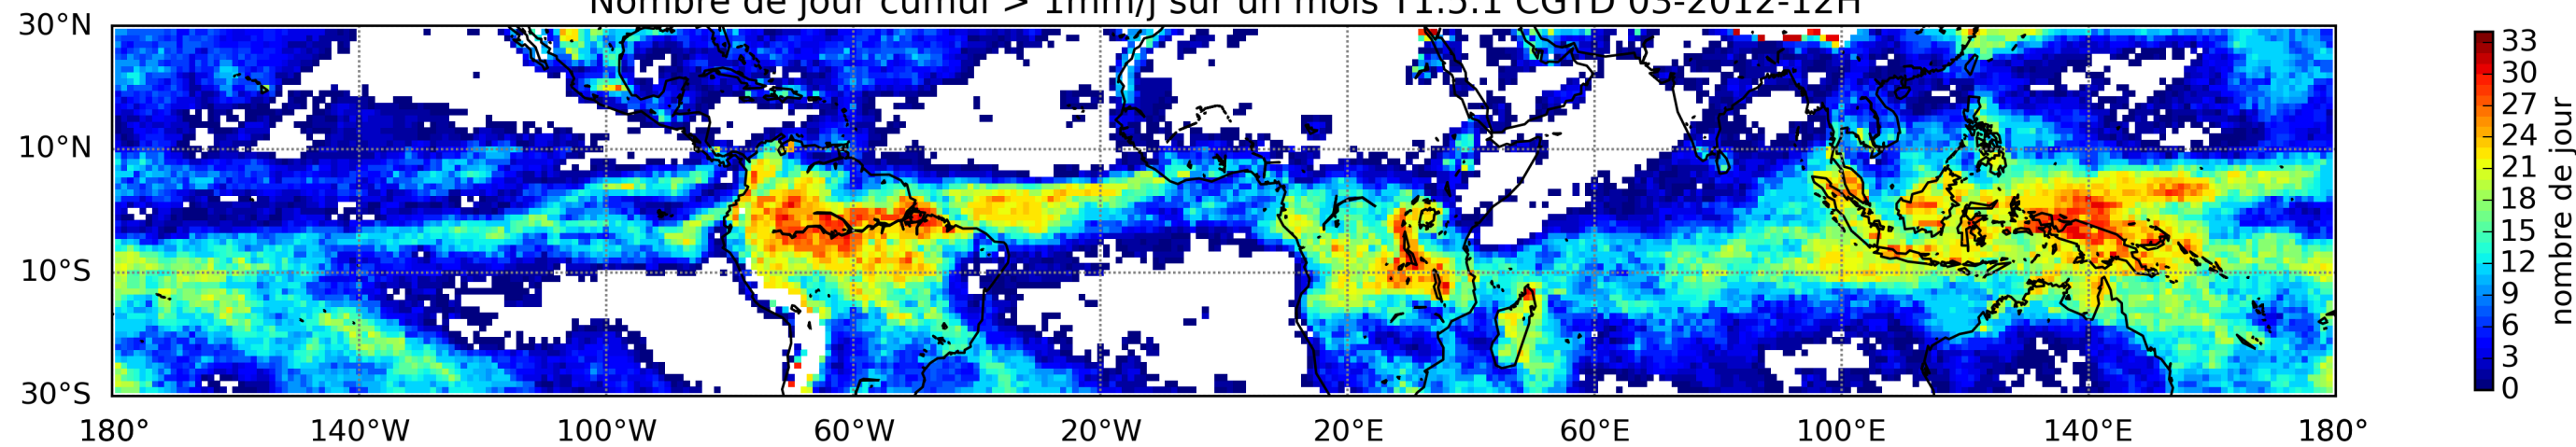 Nombre de jour cumul > 1mm/j sur un mois T1.5.1 CGTD 03-2012-12H
30°N
10°N
10°S
30°S
180°
140°W
100°W
60°W
20°W
20°E
60°E
100°E
140°E
180°
33
30
27
24
21
18
15
12
9
6
3
0
nombre de jour